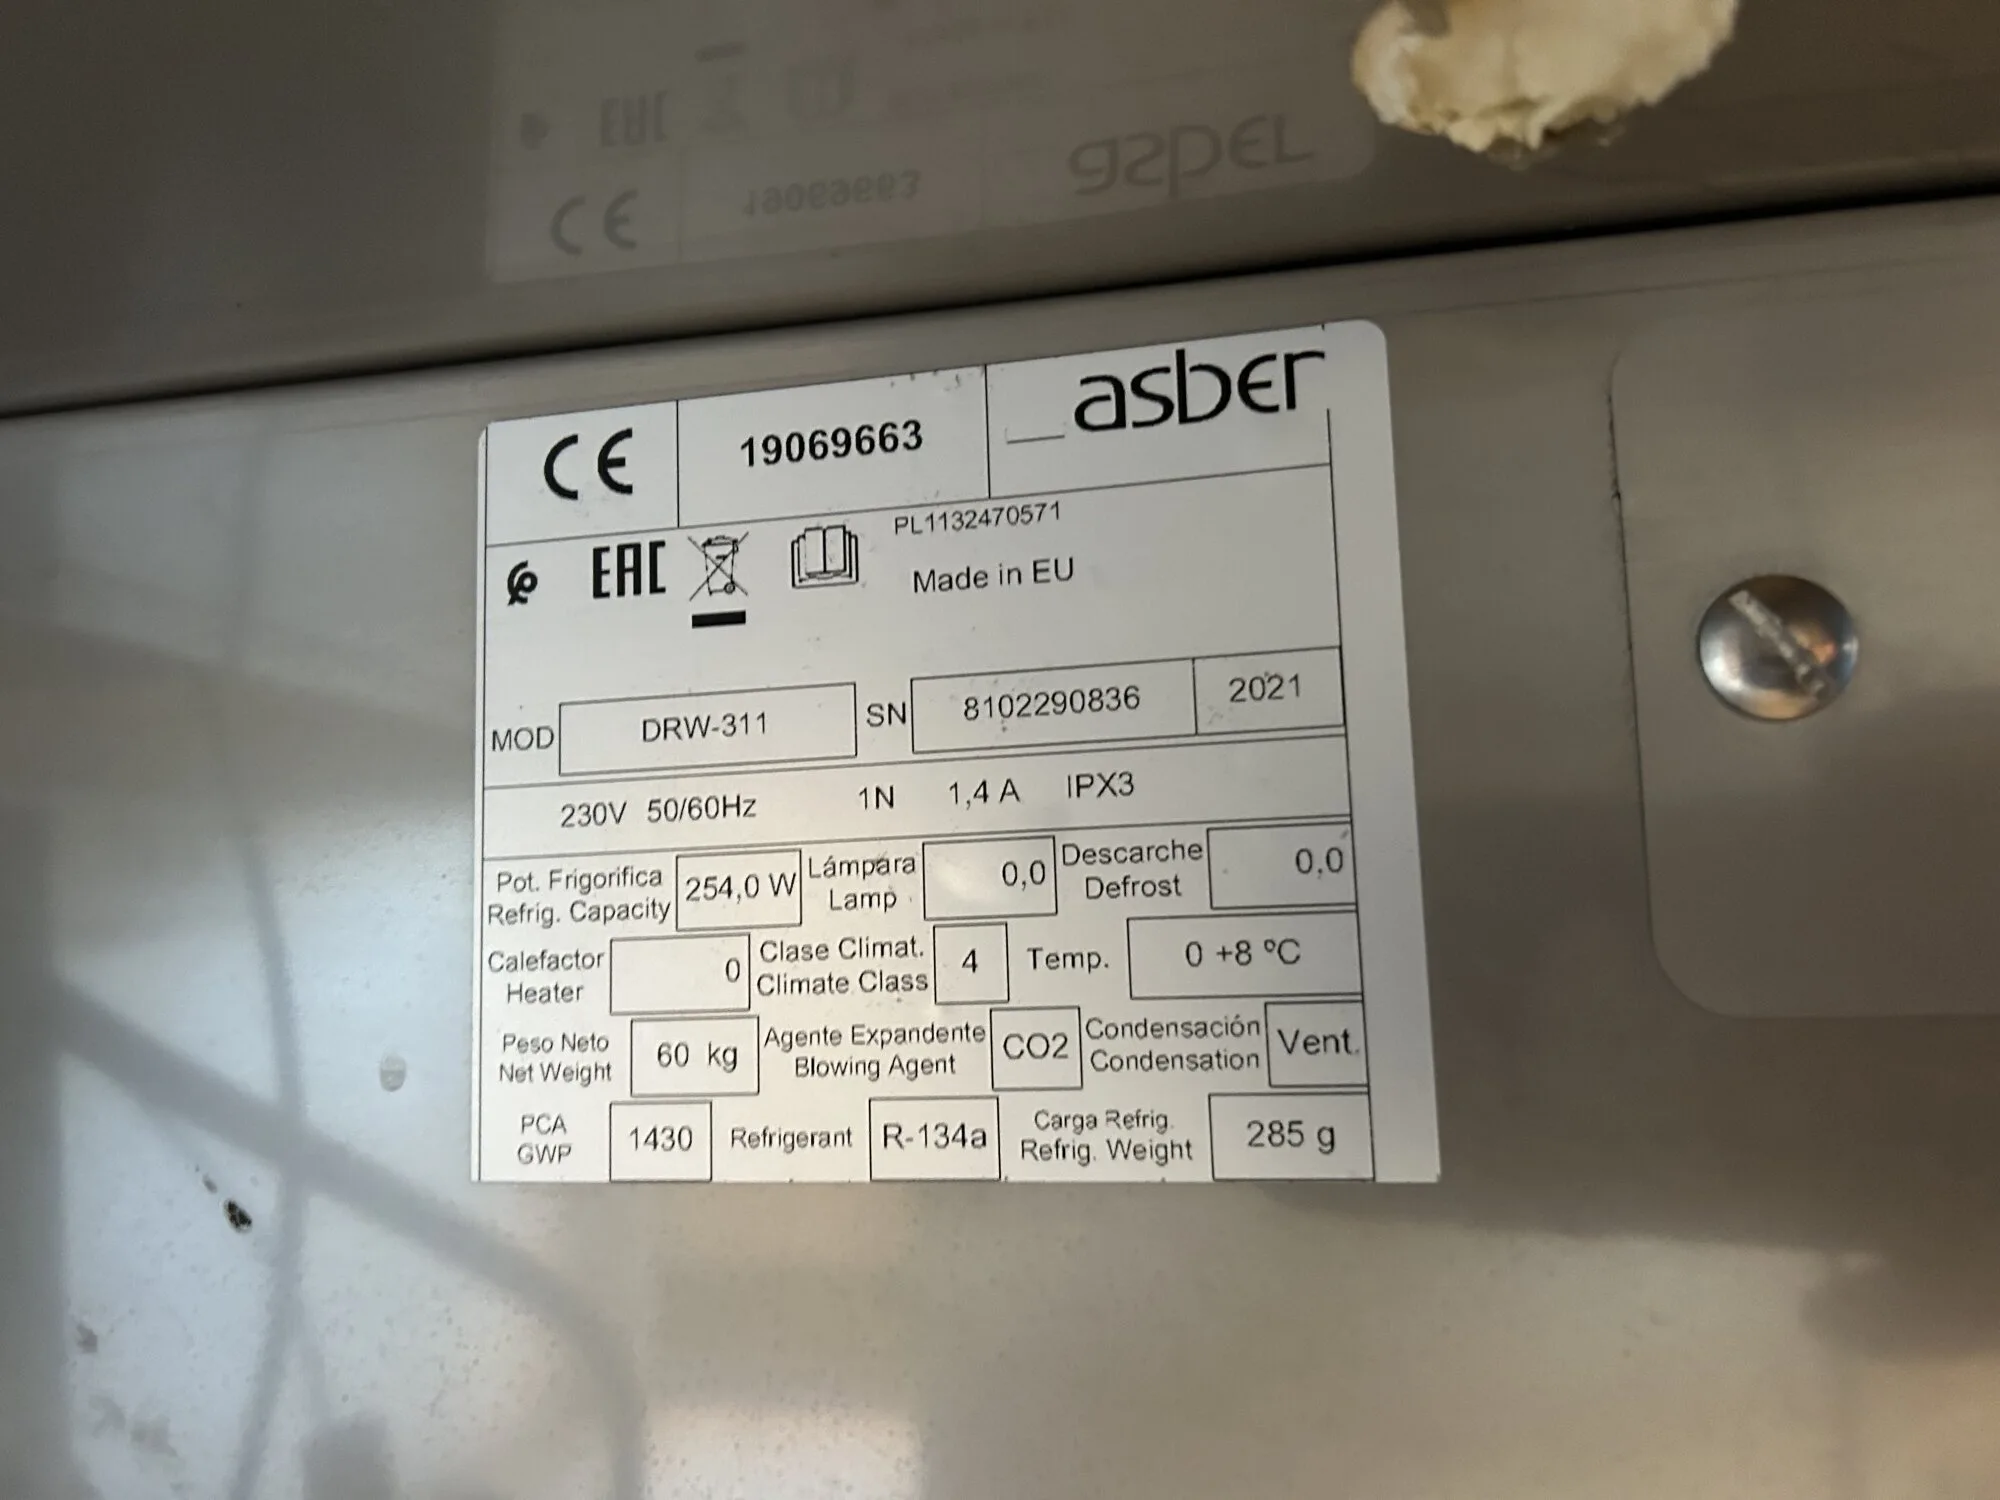 CE 19069663 asber
EAC PL1132470571
Made in EU
MOD DRW-311 SN 8102290836 2021
230V 50/60Hz 1N 1,4 A IPX3
Pot. Frigorifica 254,0 W Lámpara 0,0 Descarche 0,0
Refrig. Capacity Lamp Defrost
Calefactor 0 Clase Climat. 4 Temp. 0 +8 ºC
Heater Climate Class
Peso Neto 60 kg Agente Expandente CO2 Condensación Vent.
Net Weight Blowing Agent Condensation
PCA 1430 Refrigerant R-134a Carga Refrig. 285 g
GWP Refrig. Weight